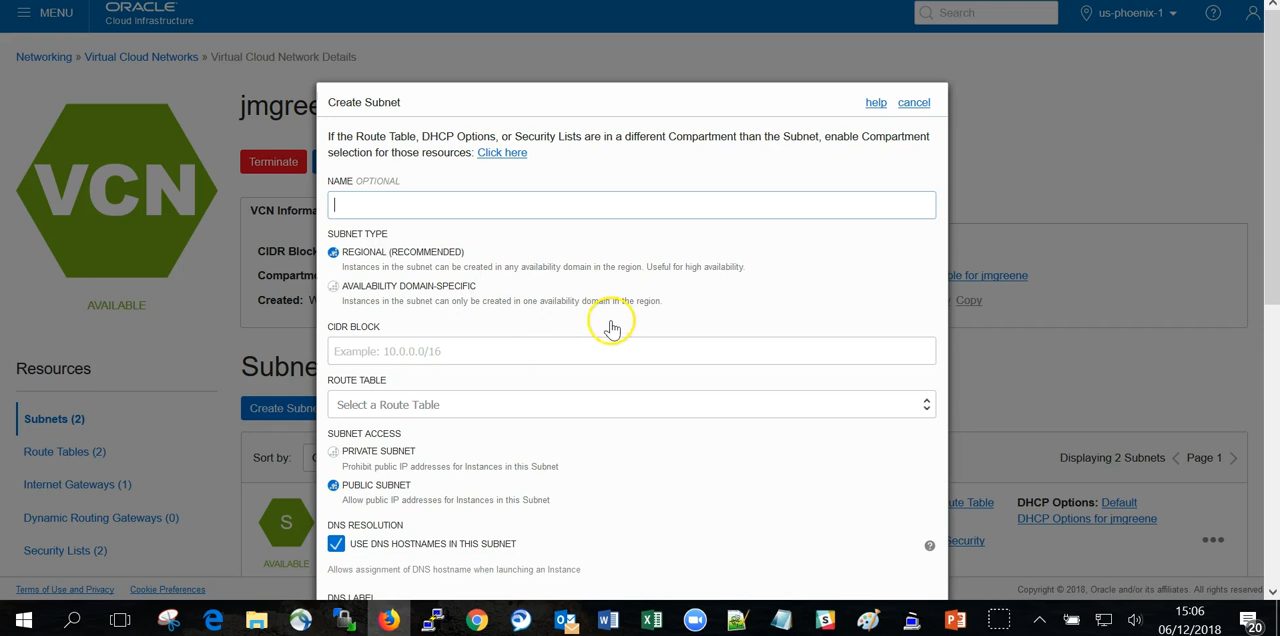 MENU
ORACLE
Cloud Infrastructure
Search
us-phoenix-1
Networking » Virtual Cloud Networks » Virtual Cloud Network Details
VCN
AVAILABLE
jmgreene
Terminate
VCN Informa
CIDR Block
Compartme
Created: W
ble for jmgreene
Copy
Create Subnet
help
cancel
If the Route Table, DHCP Options, or Security Lists are in a different Compartment than the Subnet, enable Compartment
selection for those resources: Click here
NAME OPTIONAL
SUBNET TYPE
REGIONAL (RECOMMENDED)
Instances in the subnet can be created in any availability domain in the region. Useful for high availability.
AVAILABILITY DOMAIN-SPECIFIC
Instances in the subnet can only be created in one availability domain in the region.
CIDR BLOCK
Example: 10.0.0.0/16
ROUTE TABLE
Select a Route Table
SUBNET ACCESS
PRIVATE SUBNET
Prohibit public IP addresses for Instances in this Subnet
PUBLIC SUBNET
Allow public IP addresses for Instances in this Subnet
DNS RESOLUTION
USE DNS HOSTNAMES IN THIS SUBNET
Allows assignment of DNS hostname when launching an Instance
DNS LABEL
Resources
Subnets (2)
Route Tables (2)
Internet Gateways (1)
Dynamic Routing Gateways (0)
Security Lists (2)
Subne
Create Subne
Sort by:
Displaying 2 Subnets
Page 1
S
AVAILABLE
ute Table
DHCP Options: Default
DHCP Options for jmgreene
ecurity
Terms of Use and Privacy
Cookie Preferences
Copyright © 2018, Oracle and/or its affiliates. All rights reserved.
15:06
06/12/2018
20